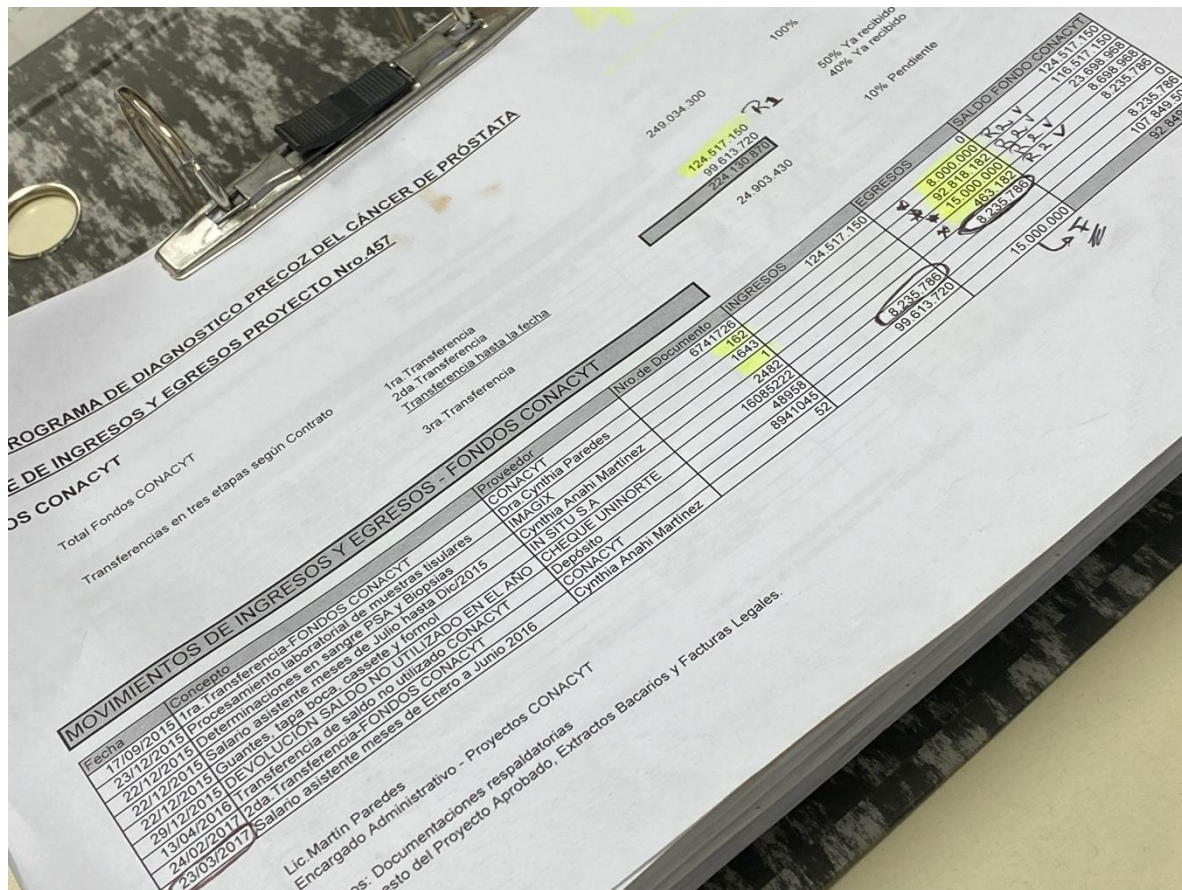 PROGRAMA DE DIAGNOSTICO PRECOZ DEL CÁNCER DE PRÓSTATA
E DE INGRESOS Y EGRESOS PROYECTO Nro.457
OS CONACYT
Total Fondos CONACYT 249.034.300 100%
Transferencias en tres etapas según Contrato
1ra.Transferencia 124.517.150 R1 50% Ya recibido
2da.Transferencia 99.613.720 40% Ya recibido
Transferencia hasta la fecha 224.130.870
3ra.Transferencia 24.903.430 10% Pendiente
MOVIMIENTOS DE INGRESOS Y EGRESOS - FONDOS CONACYT
Fecha Concepto Proveedor Nro.de Documento INGRESOS EGRESOS SALDO FONDO CONACYT
17/09/2015 1ra.Transferencia-FONDOS CONACYT CONACYT 6741726 124.517.150 0 124.517.150
23/12/2015 Procesamiento laboratorial de muestras tisulares Dra.Cynthia Paredes 162 8.000.000 R2 V 116.517.150
22/12/2015 Determinaciones en sangre PSA y Biopsias IMAGIX 1643 92.818.182 R2 V 23.698.968
22/12/2015 Salario asistente meses de Julio hasta Dic/2015 Cynthia Anahi Martínez 1 15.000.000 R2 V 8.698.968
22/12/2015 Guantes, tapa boca, cassete y formol IN SITU S.A 2482 463.182 R2 V 8.235.786
29/12/2015 DEVOLUCIÓN SALDO NO UTILIZADO EN EL AÑO CHEQUE UNINORTE 16085222 8.235.786 0
13/04/2016 Transferencia de saldo no utilizado CONACYT Depósito 48958 8.235.786 8.235.786
24/02/2017 2da.Transferencia-FONDOS CONACYT CONACYT 8941045 99.613.720 107.849.50
23/03/2017 Salario asistente meses de Enero a Junio 2016 Cynthia Anahi Martínez 52 15.000.000 92.849
Lic.Martín Paredes
Encargado Administrativo - Proyectos CONACYT
os: Documentaciones respaldatorias
esto del Proyecto Aprobado, Extractos Bacarios y Facturas Legales.